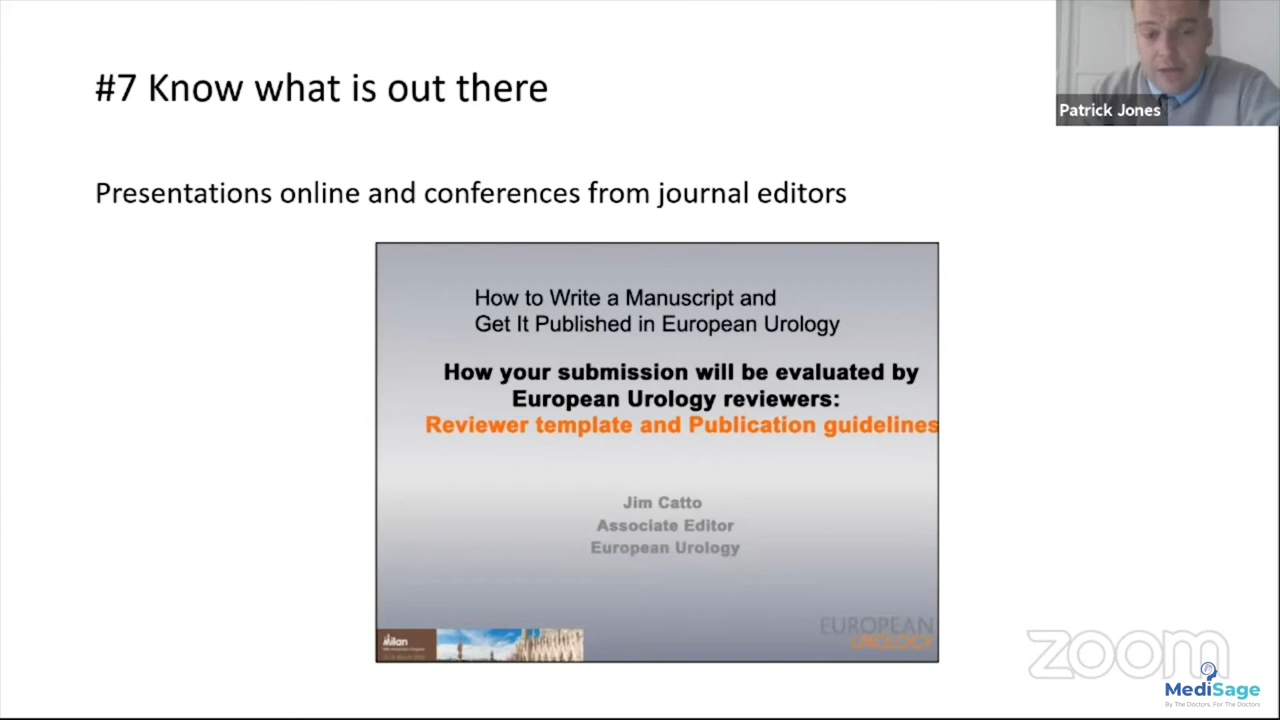 #7 Know what is out there
Patrick Jones
Presentations online and conferences from journal editors
How to Write a Manuscript and
Get It Published in European Urology
How your submission will be evaluated by
European Urology reviewers:
Reviewer template and Publication guidelines
Jim Catto
Associate Editor
European Urology
Milan
EUROPEAN
UROLOGY
zoom
MediSage
By The Doctors, For The Doctors